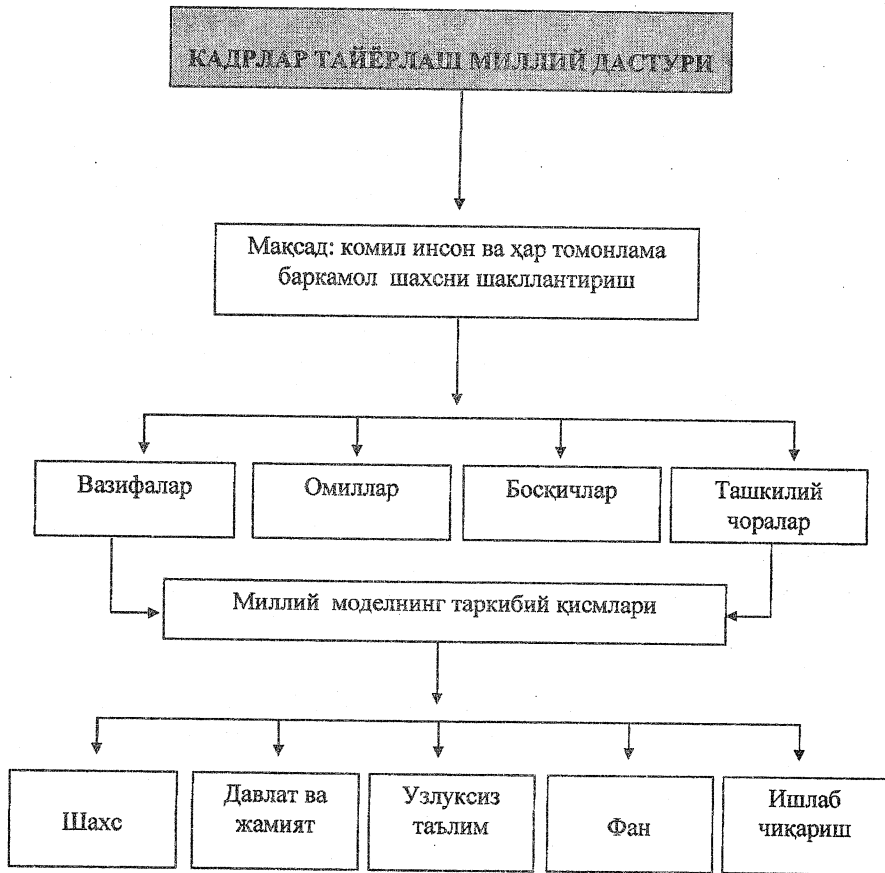 КАДРЛАР ТАЙЁРЛАШ МИЛЛИЙ ДАСТУРИ
Мақсад: комил инсон ва ҳар томонлама
баркамол шахсни шакллантириш
Вазифалар
Омиллар
Босқичлар
Ташкилий
чоралар
Миллий моделнинг таркибий қисмлари
Шахс
Давлат ва
жамият
Узлуксиз
таълим
Фан
Ишлаб
чиқариш